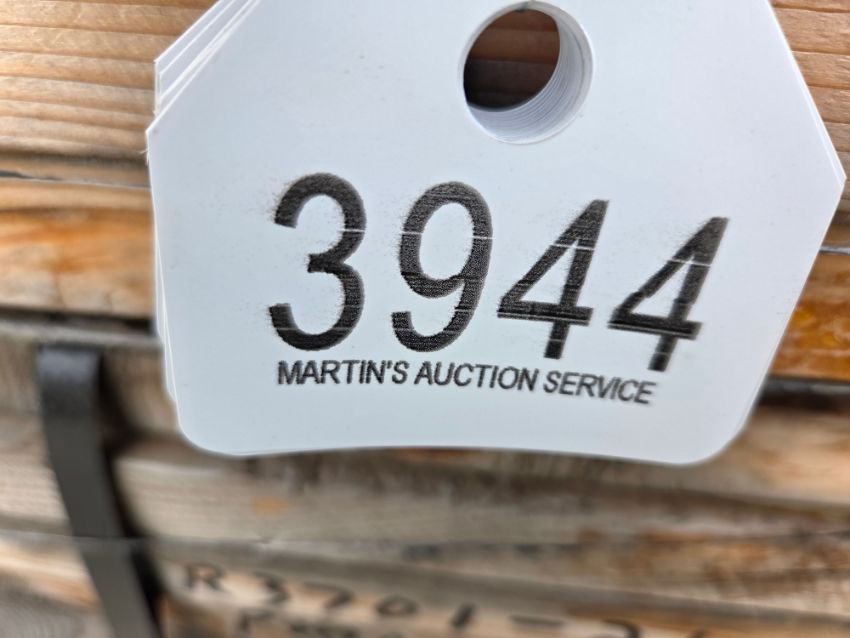 3944
MARTIN'S AUCTION SERVICE